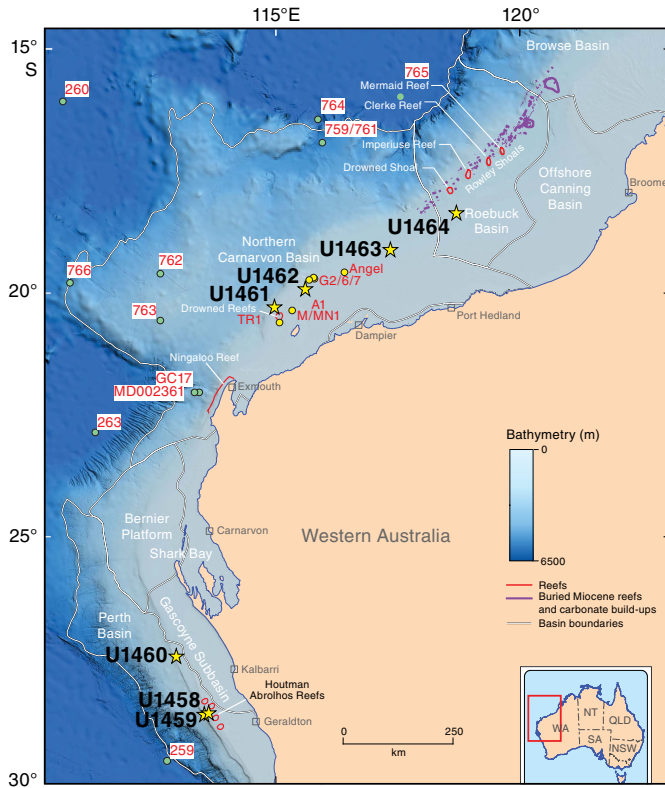 115°E
120°
15°
S
Browse Basin
765
Mermaid Reef
260
Clerke Reef
764
759/761
Imperiuse Reef
Drowned Shoal
Rowley Shoals
Offshore
Canning
Basin
Broome
U1464
Roebuck
Basin
Northern
Carnarvon Basin
U1463
762
Angel
766
U1462
G2/6/7
20°
U1461
A1
Drowned Reefs
M/MN1
763
TR1
Port Hedland
Dampier
Ningaloo Reef
GC17
Exmouth
MD002361
263
Bathymetry (m)
0
6500
Bernier
Platform
25°
Carnarvon
Western Australia
Shark Bay
Reefs
Buried Miocene reefs
and carbonate build-ups
Basin boundaries
Gascoyne Subbasin
Perth
Basin
U1460
Kalbarri
Houtman
Abrolhos Reefs
U1458
U1459
Geraldton
0
250
km
259
30°
NT
QLD
WA
SA
NSW